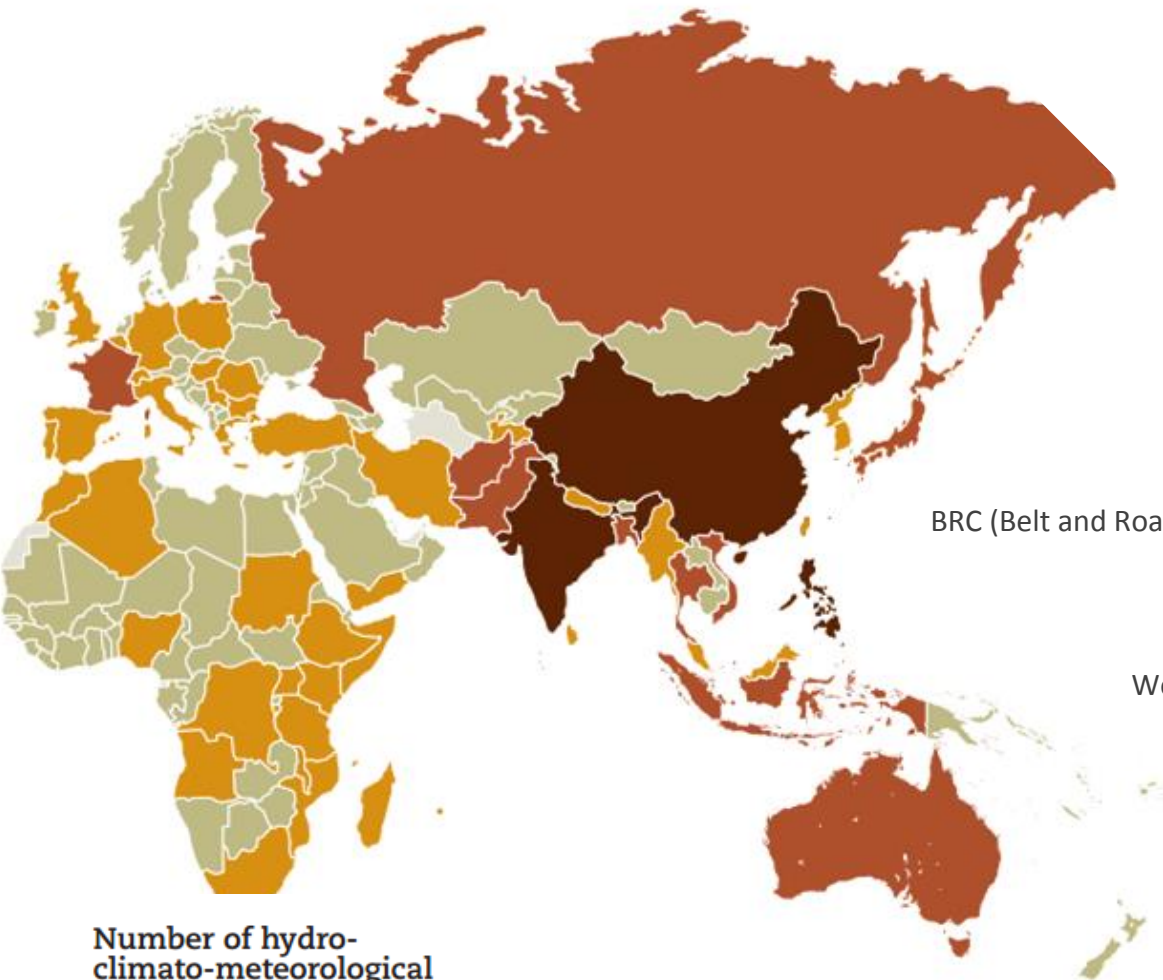 BRC (Belt and Roa
We
Number of hydro-
climato-meteorological